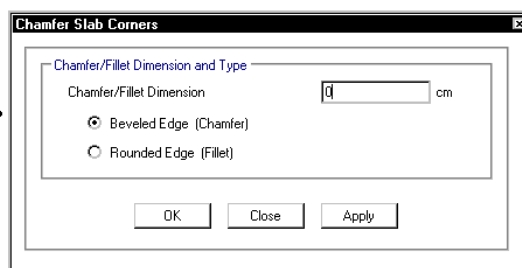 Chamfer Slab Corners
Chamfer/Fillet Dimension and Type
Chamfer/Fillet Dimension 0 cm
Beveled Edge (Chamfer)
Rounded Edge (Fillet)
OK Close Apply